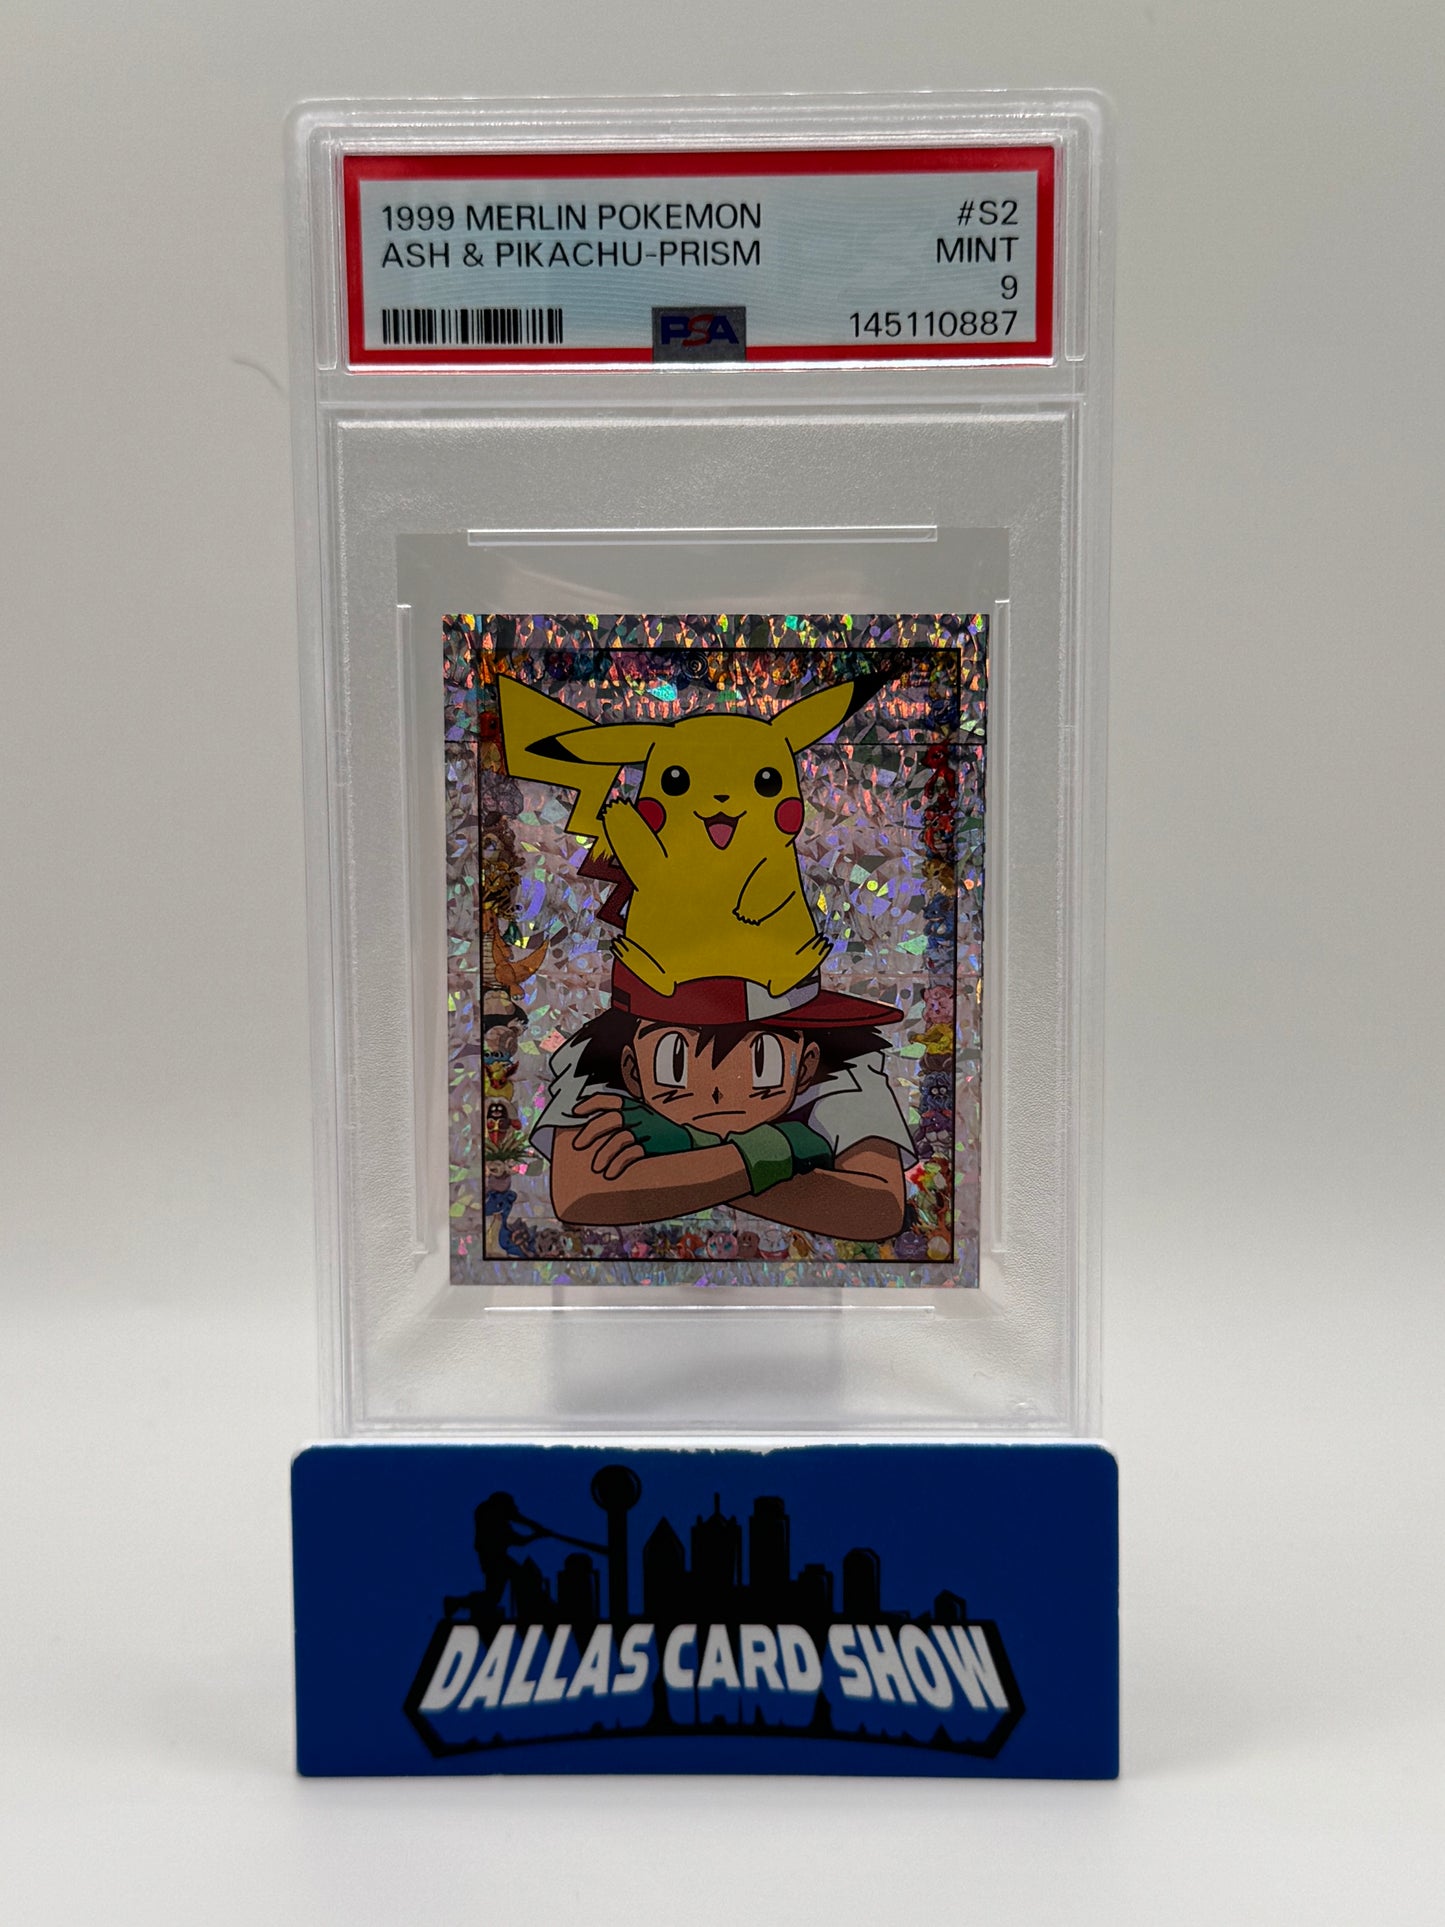 1999 MERLIN POKEMON #S2
ASH & PIKACHU-PRISM MINT
9
PSA 145110887
DALLAS CARD SHOW